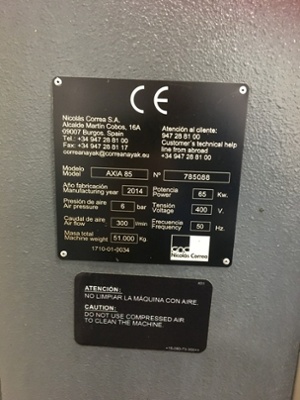 CE
Nicolás Correa S.A.
Alcalde Martín Cobos, 16A
09007 Burgos. Spain
Tel.: +34 947 28 81 00
Fax: +34 947 28 81 17
correanayak@correanayak.eu
Atención al cliente:
947 28 81 00
Customer's technical help
line from abroad
+34 947 28 81 00
Modelo
Model AXIA 85 Nº 785088
Año fabricación
Manufacturing year 2014
Potencia
Power 65 Kw.
Presión de aire
Air pressure 6 bar
Tensión
Voltage 400 V.
Caudal de aire
Air flow 300 l/min
Frecuencia
Frequency 50 Hz.
Masa total
Machine weight 51.000 Kg.
Nicolás Correa
1710-01-0034
ATENCIÓN:
NO LIMPIAR LA MÁQUINA CON AIRE.
CAUTION:
DO NOT USE COMPRESSED AIR
TO CLEAN THE MACHINE.